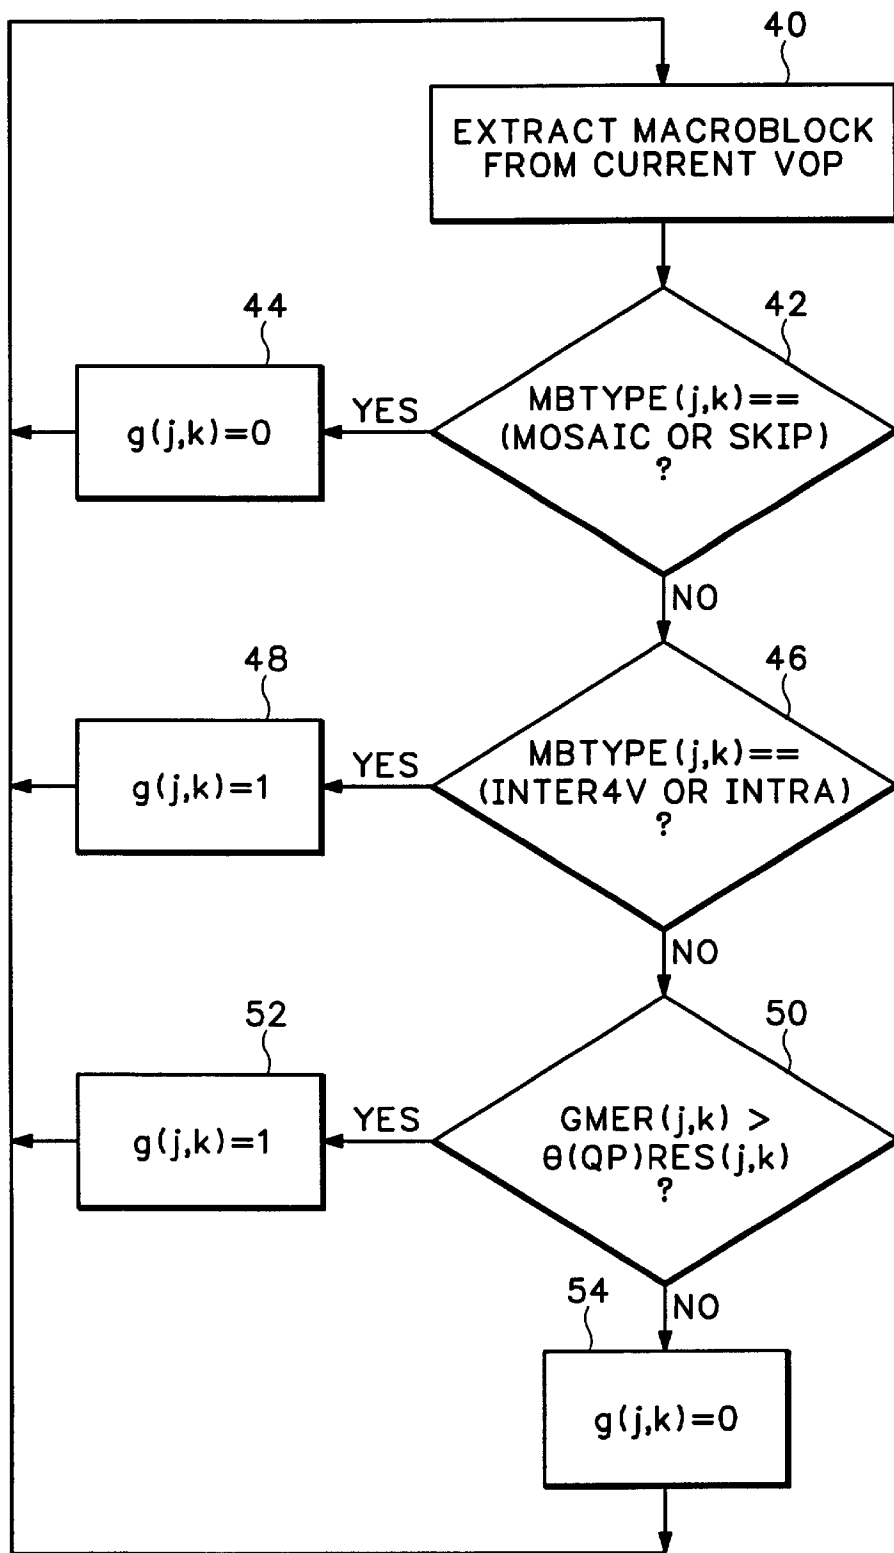 40
EXTRACT MACROBLOCK
FROM CURRENT VOP
44
42
g(j,k)=0
YES
MBTYPE(j,k)==
(MOSAIC OR SKIP)
?
NO
48
46
g(j,k)=1
YES
MBTYPE(j,k)==
(INTER4V OR INTRA)
?
NO
52
50
g(j,k)=1
YES
GMER(j,k) >
θ(QP)RES(j,k)
?
NO
54
g(j,k)=0